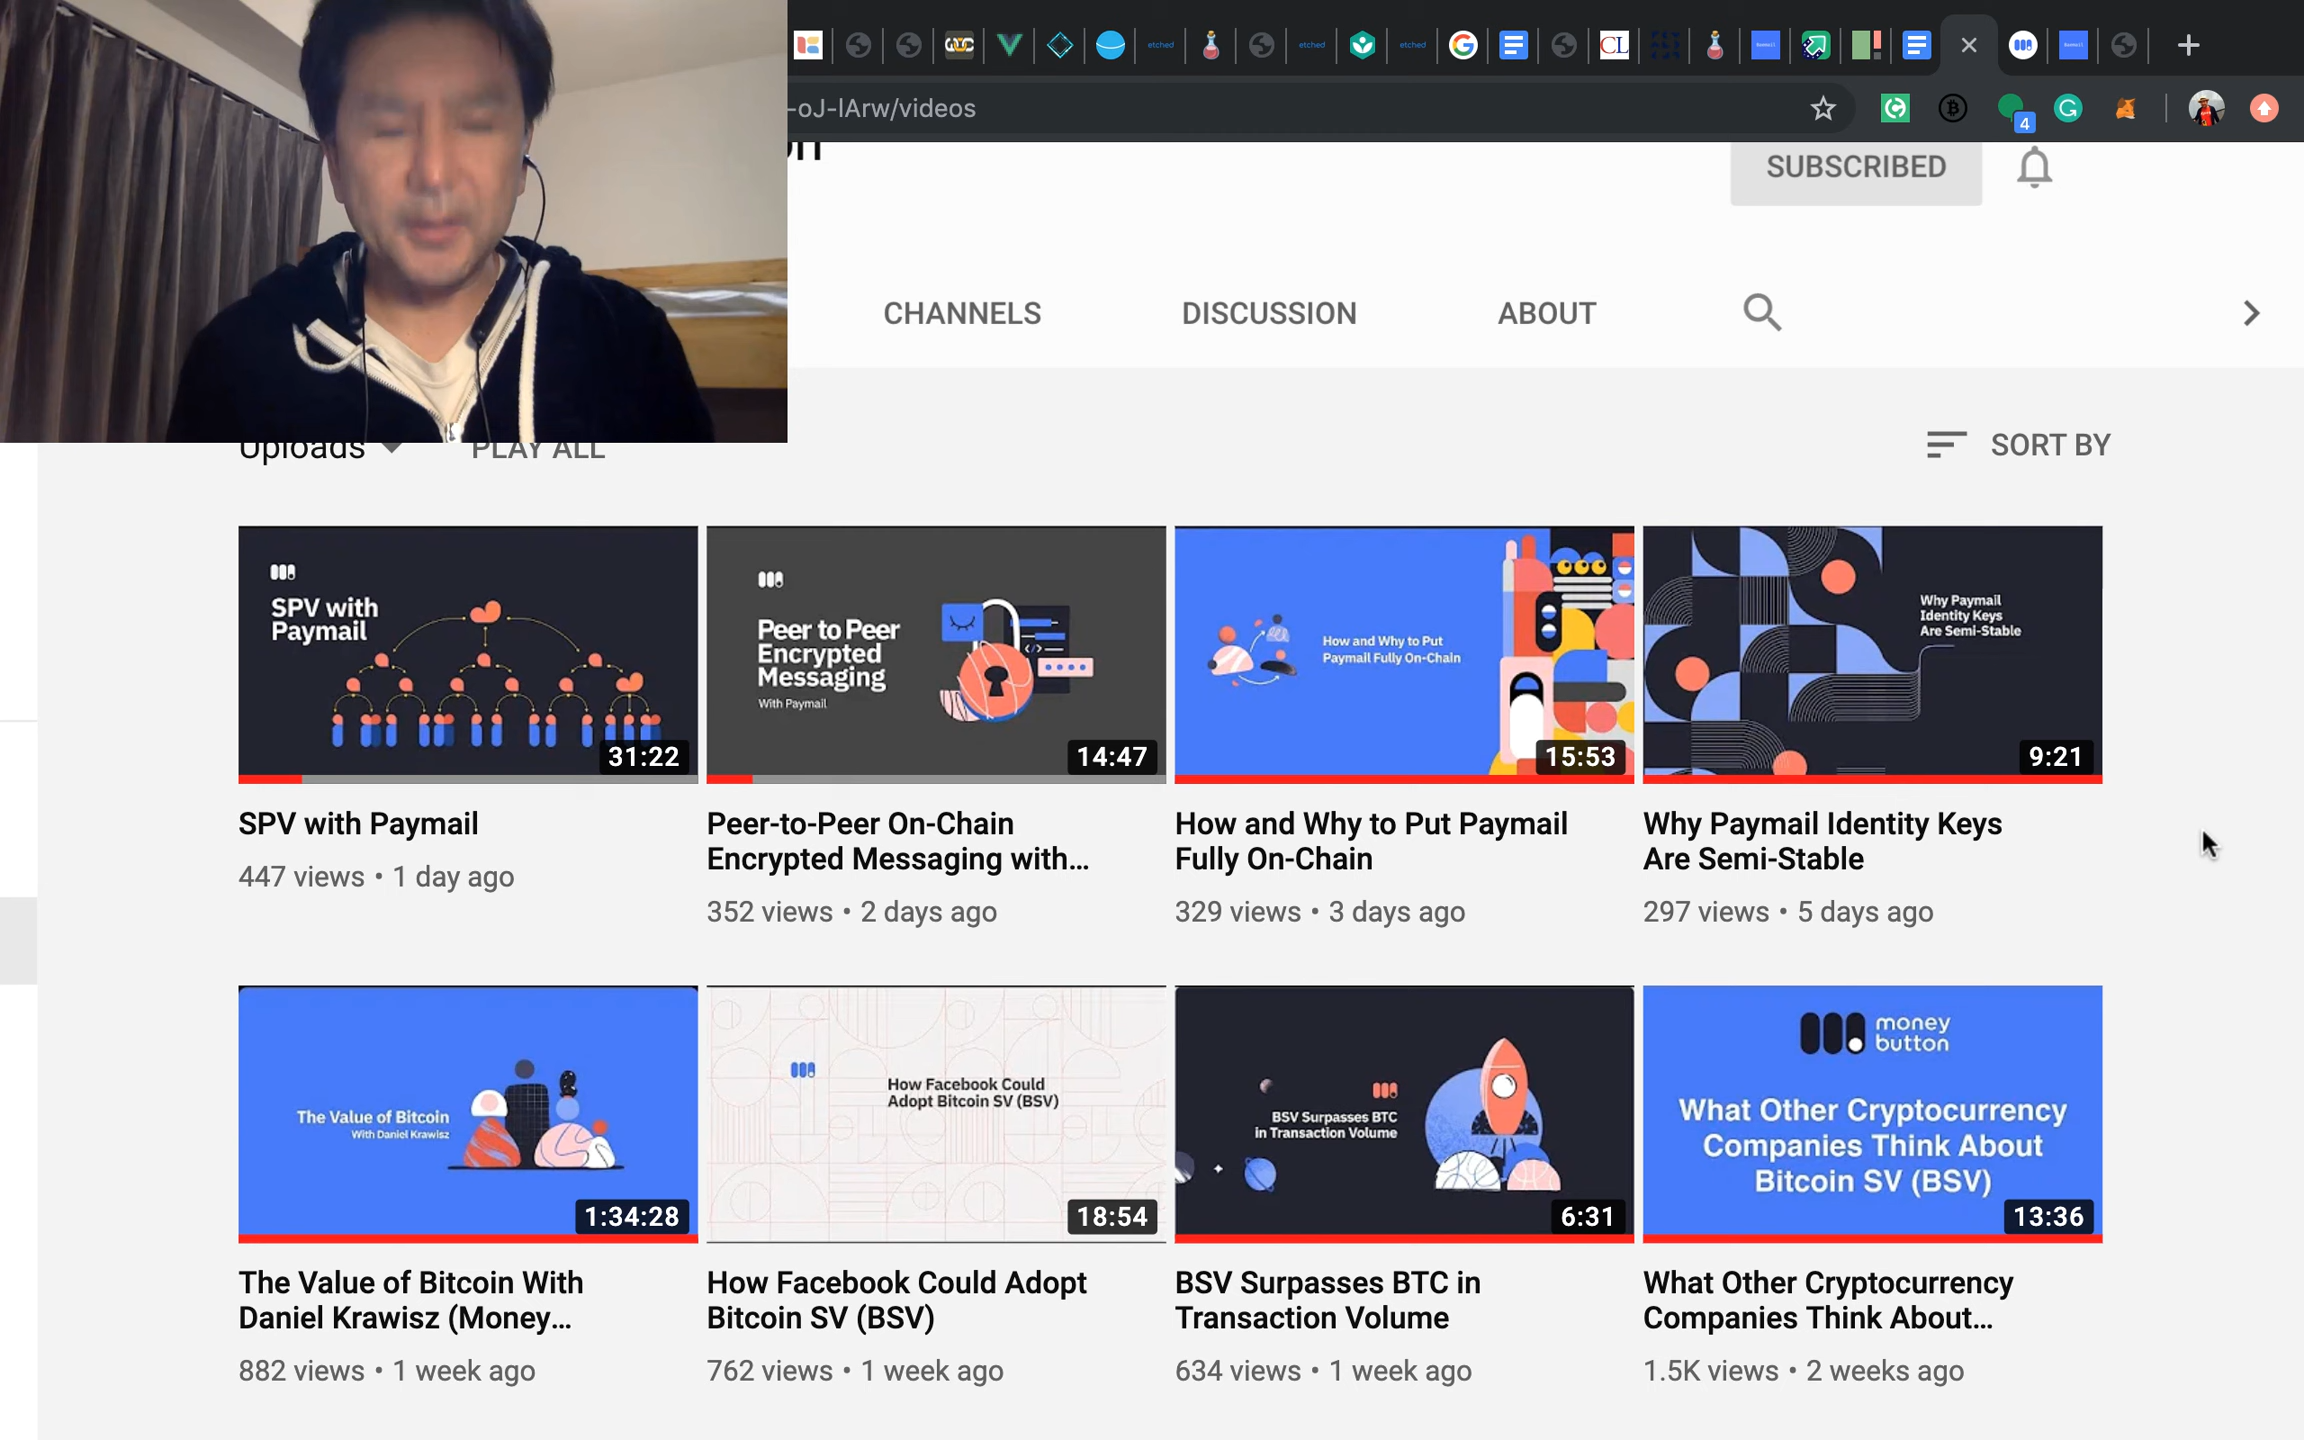 etched
etched
etched
CL
-oJ-lArw/videos
4
SUBSCRIBED
CHANNELS
DISCUSSION
ABOUT
Uploads
PLAY ALL
SORT BY
SPV with
Paymail
31:22
Peer to Peer
Encrypted
Messaging
With Paymail
14:47
How and Why to Put
Paymail Fully On-Chain
15:53
Why Paymail
Identity Keys
Are Semi-Stable
9:21
SPV with Paymail
447 views • 1 day ago
Peer-to-Peer On-Chain
Encrypted Messaging with...
352 views • 2 days ago
How and Why to Put Paymail
Fully On-Chain
329 views • 3 days ago
Why Paymail Identity Keys
Are Semi-Stable
297 views • 5 days ago
The Value of Bitcoin
With Daniel Krawisz
1:34:28
How Facebook Could
Adopt Bitcoin SV (BSV)
18:54
BSV Surpasses BTC
in Transaction Volume
6:31
money
button
What Other Cryptocurrency
Companies Think About
Bitcoin SV (BSV)
13:36
The Value of Bitcoin With
Daniel Krawisz (Money...
882 views • 1 week ago
How Facebook Could Adopt
Bitcoin SV (BSV)
762 views • 1 week ago
BSV Surpasses BTC in
Transaction Volume
634 views • 1 week ago
What Other Cryptocurrency
Companies Think About...
1.5K views • 2 weeks ago